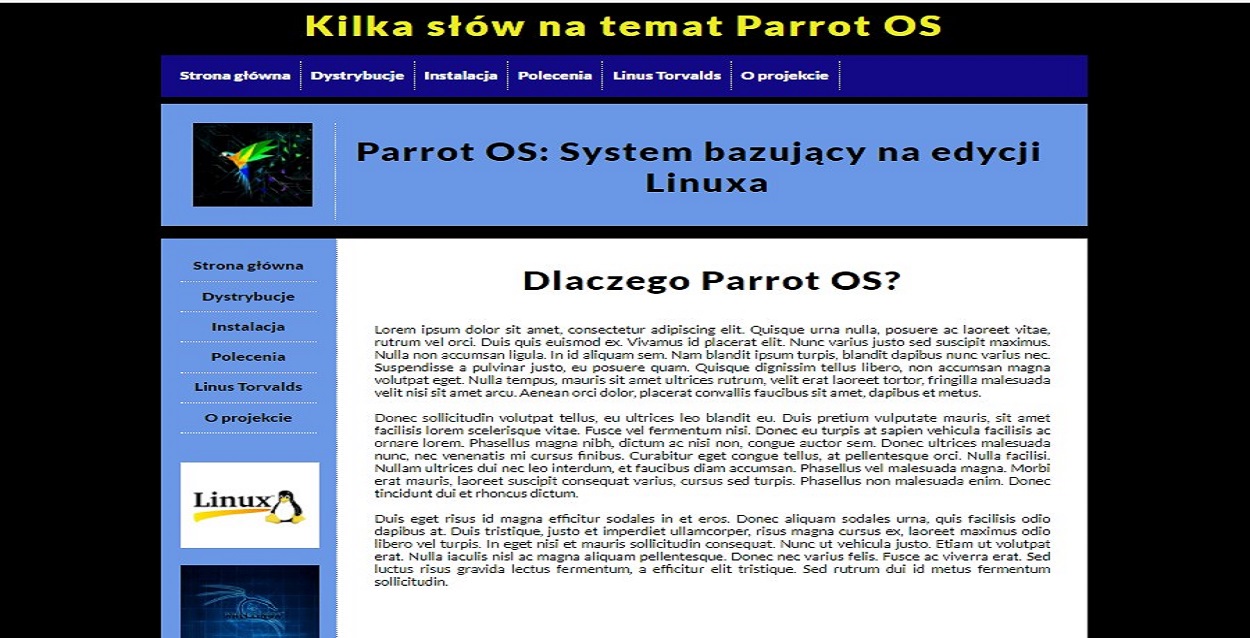 Kilka słów na temat Parrot OS
Strona główna
Dystrybucje
Instalacja
Polecenia
Linus Torvalds
O projekcie
Parrot OS: System bazujący na edycji
Linuxa
Strona główna
Dystrybucje
Instalacja
Polecenia
Linus Torvalds
O projekcie
Linux
Dlaczego Parrot OS?
Lorem ipsum dolor sit amet, consectetur adipiscing elit. Quisque urna nulla, posuere ac laoreet vitae,
rutrum vel orci. Duis quis euismod ex. Vivamus id placerat elit. Nunc varius justo sed suscipit maximus.
Nulla non accumsan ligula. In id aliquam sem. Nam blandit ipsum turpis, blandit dapibus nunc varius nec.
Suspendisse a pulvinar justo, eu posuere quam. Quisque dignissim tellus libero, non accumsan magna
volutpat eget. Nulla tempus, mauris sit amet ultrices rutrum, velit erat laoreet tortor, fringilla malesuada
velit nisi sit amet arcu. Aenean orci dolor, placerat convallis faucibus sit amet, dapibus et metus.
Donec sollicitudin volutpat tellus, eu ultrices leo blandit eu. Duis pretium vulputate mauris, sit amet
facilisis lorem scelerisque vitae. Fusce vel fermentum nisi. Donec eu turpis at sapien vehicula facilisis ac
ornare lorem. Phasellus magna nibh, dictum ac nisi non, congue auctor sem. Donec ultrices malesuada
nunc, nec venenatis mi cursus finibus. Curabitur eget congue tellus, at pellentesque orci. Nulla facilisi.
Nullam ultrices dui nec leo interdum, et faucibus diam accumsan. Phasellus vel malesuada magna. Morbi
erat mauris, laoreet suscipit consequat varius, cursus sed turpis. Phasellus non malesuada enim. Donec
tincidunt dui et rhoncus dictum.
Duis eget risus id magna efficitur sodales in et eros. Donec aliquam sodales urna, quis facilisis odio
dapibus at. Duis tristique, justo et imperdiet ullamcorper, risus magna cursus ex, laoreet maximus odio
libero vel turpis. In eget nisi et mauris sollicitudin consequat. Nunc ut vehicula justo. Etiam ut volutpat
erat. Nulla iaculis nisl ac magna aliquam pellentesque. Donec nec varius felis. Fusce ac viverra erat. Sed
luctus risus gravida lectus fermentum, a efficitur elit tristique. Sed rutrum dui id metus fermentum
sollicitudin.